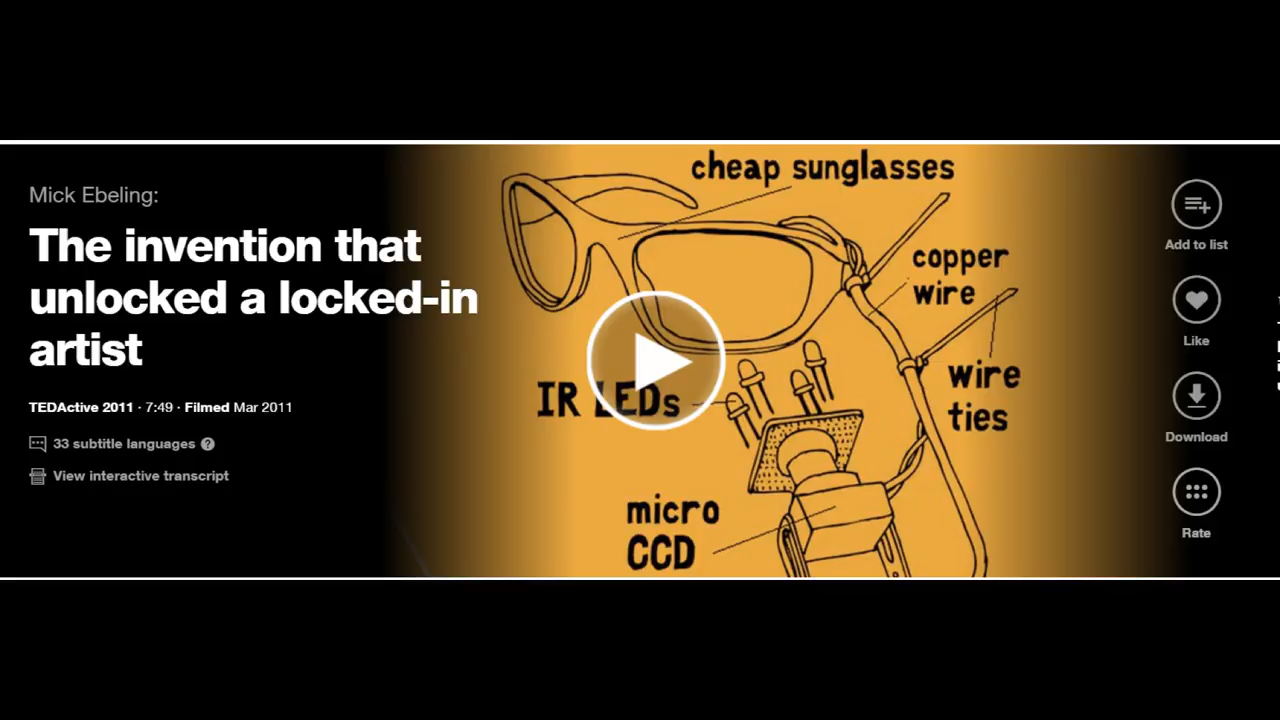 Mick Ebeling:
The invention that
unlocked a locked-in
artist
TEDActive 2011 · 7:49 · Filmed Mar 2011
33 subtitle languages ?
View interactive transcript
cheap sunglasses
copper
wire
wire
ties
IR LEDs
micro
CCD
Add to list
Like
Download
Rate